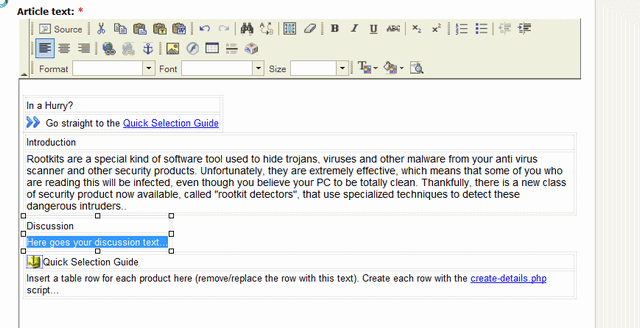 Article text: *
Source
B I U ABC x₂ x²
Format Font Size
In a Hurry?
Go straight to the Quick Selection Guide
Introduction
Rootkits are a special kind of software tool used to hide trojans, viruses and other malware from your anti virus
scanner and other security products. Unfortunately, they are extremely effective, which means that some of you who
are reading this will be infected, even though you believe your PC to be totally clean. Thankfully, there is a new class
of security product now available, called "rootkit detectors", that use specialized techniques to detect these
dangerous intruders..
Discussion
Here goes your discussion text...
Quick Selection Guide
Insert a table row for each product here (remove/replace the row with this text). Create each row with the create-details.php
script...